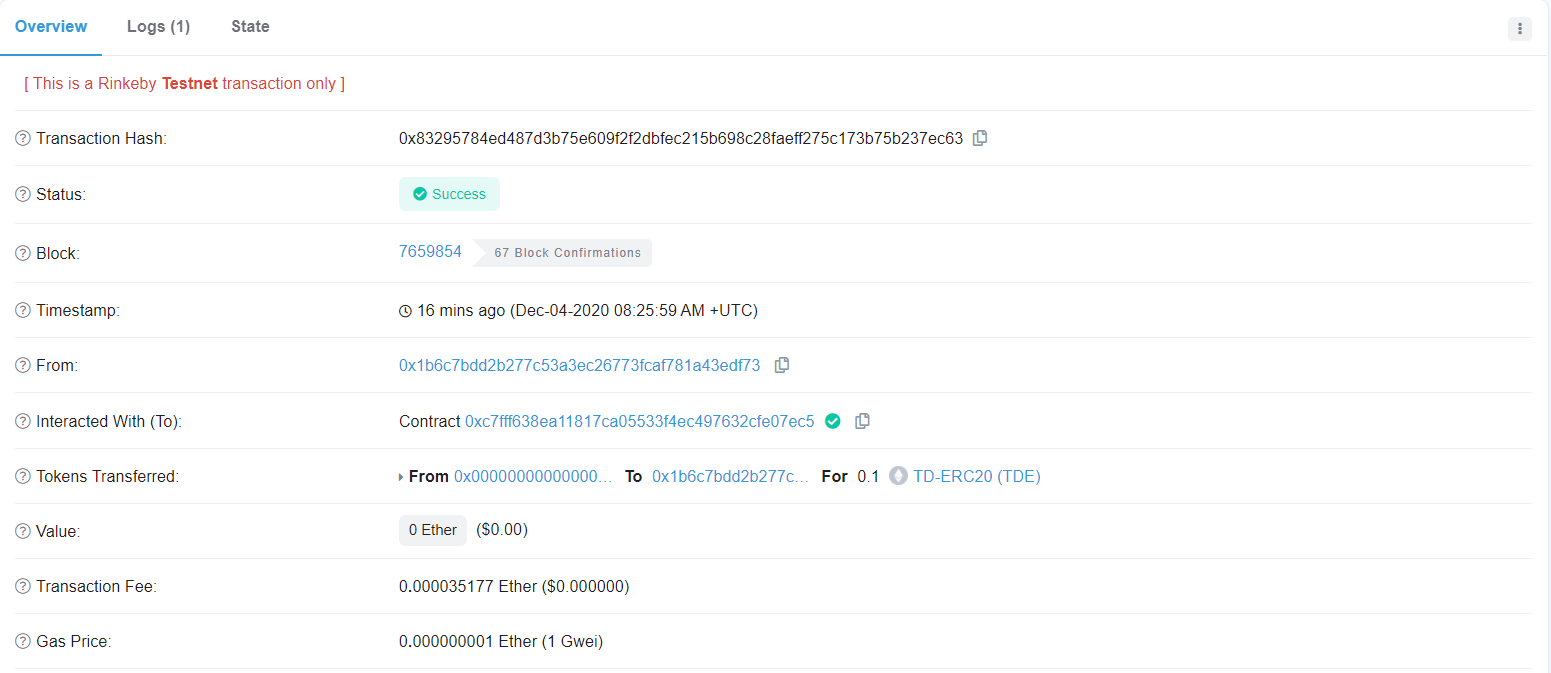 Overview Logs (1) State
[ This is a Rinkeby Testnet transaction only ]
Transaction Hash: 0x83295784ed487d3b75e609f2f2dbfec215b698c28faeff275c173b75b237ec63
Status: Success
Block: 7659854 67 Block Confirmations
Timestamp: 16 mins ago (Dec-04-2020 08:25:59 AM +UTC)
From: 0x1b6c7bdd2b277c53a3ec26773fcaf781a43edf73
Interacted With (To): Contract 0xc7fff638ea11817ca05533f4ec497632cfe07ec5
Tokens Transferred: From 0x00000000000000... To 0x1b6c7bdd2b277c... For 0.1 TD-ERC20 (TDE)
Value: 0 Ether ($0.00)
Transaction Fee: 0.000035177 Ether ($0.000000)
Gas Price: 0.000000001 Ether (1 Gwei)